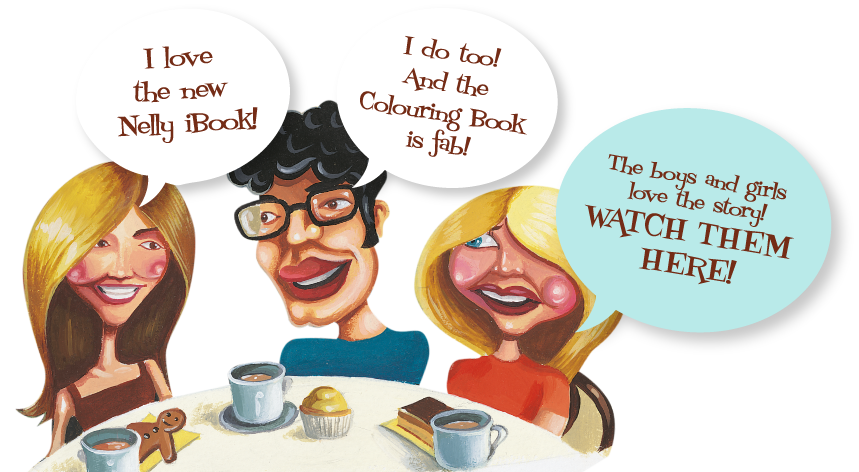 I love
the new
Nelly iBook!
I do too!
And the
Colouring Book
is fab!
The boys and girls
love the story!
WATCH THEM
HERE!